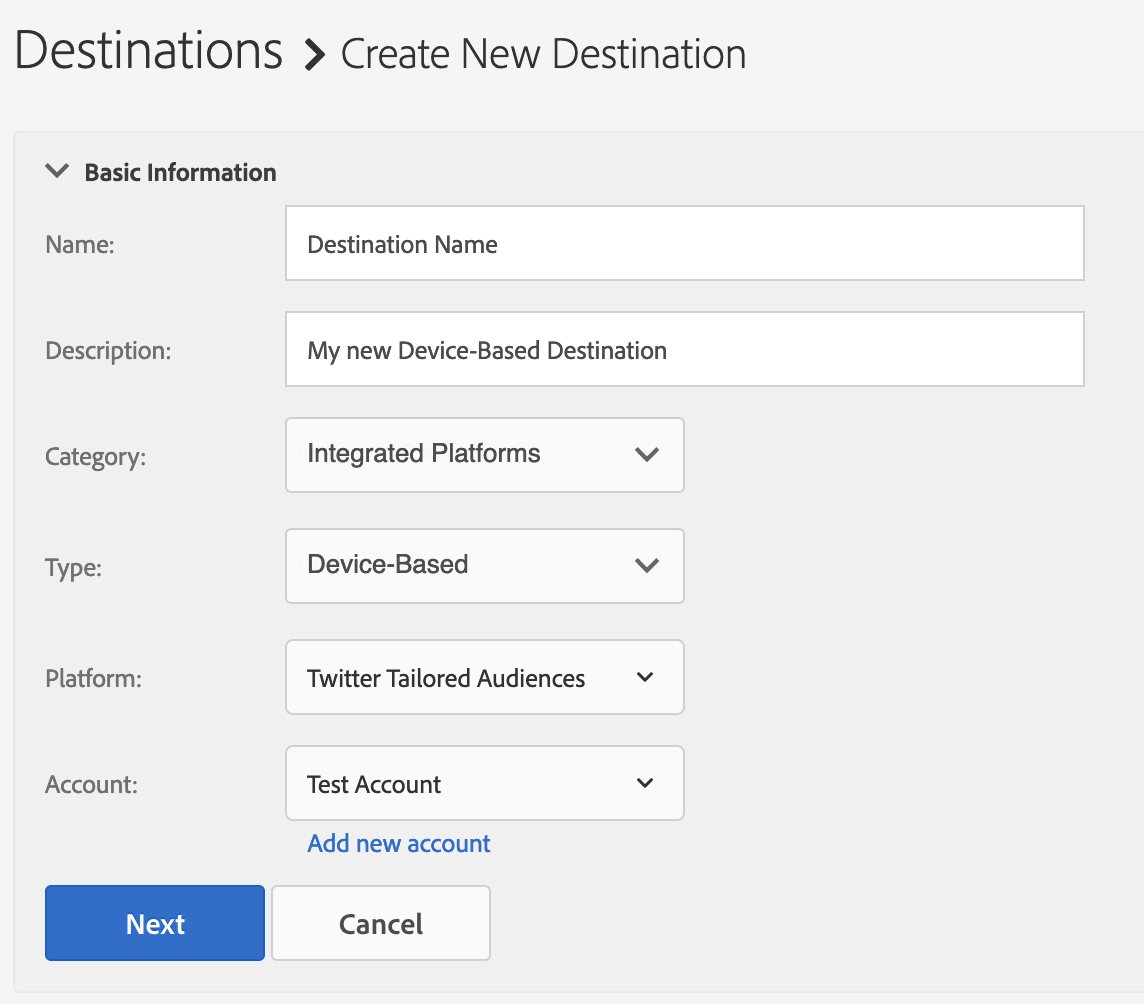 Destinations > Create New Destination
Basic Information
Name: Destination Name
Description: My new Device-Based Destination
Category: Integrated Platforms
Type: Device-Based
Platform: Twitter Tailored Audiences
Account: Test Account
Add new account
Next Cancel